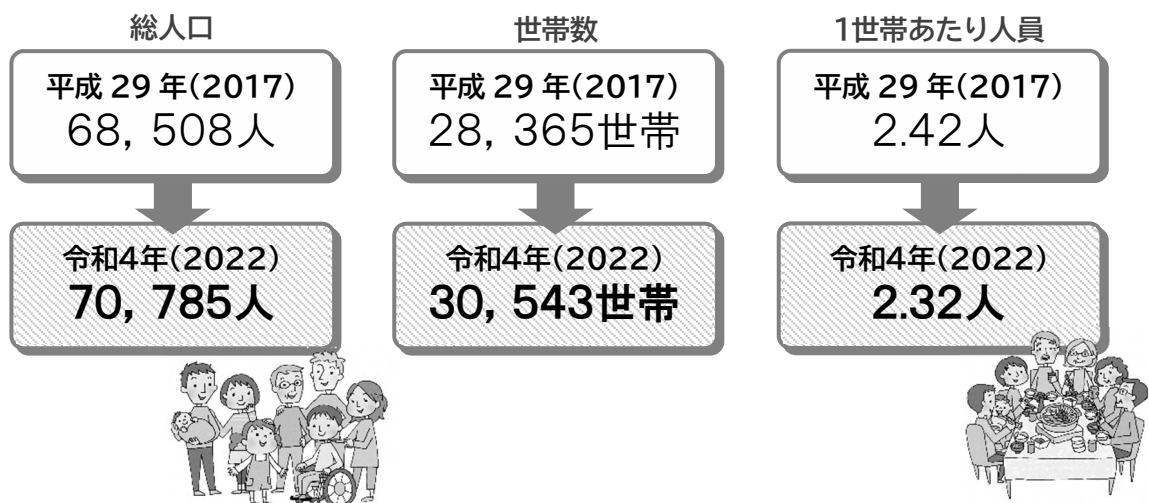 総人口
平成 29 年(2017)
68, 508人
令和4年(2022)
70, 785人
世帯数
平成 29 年(2017)
28, 365世帯
令和4年(2022)
30, 543世帯
1世帯あたり人員
平成 29 年(2017)
2.42人
令和4年(2022)
2.32人